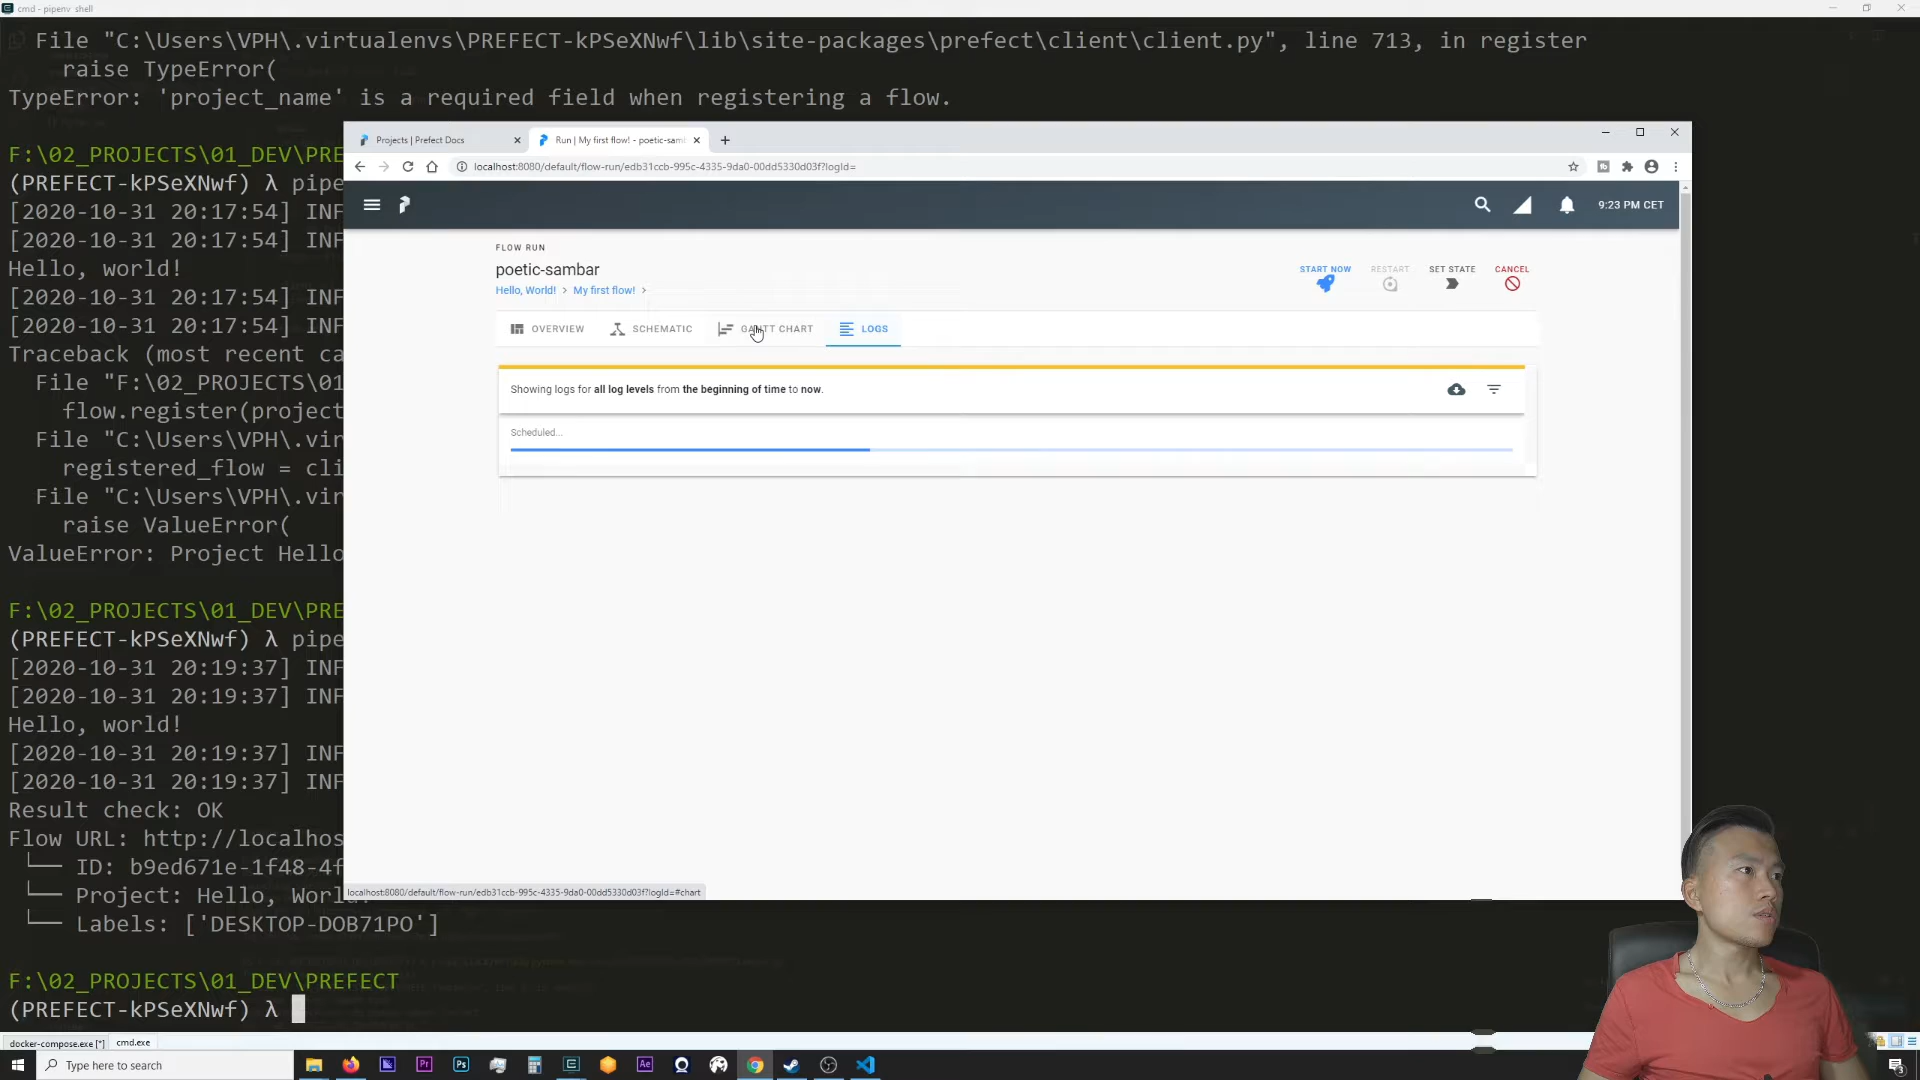 cmd - pipenv shell
File "C:\Users\VPH\.virtualenvs\PREFECT-kPSeXNwf\lib\site-packages\prefect\client\client.py", line 713, in register
raise TypeError(
TypeError: 'project_name' is a required field when registering a flow.
F:\02_PROJECTS\01_DEV\PRE
(PREFECT-kPSeXNwf) λ pipe
[2020-10-31 20:17:54] INF
[2020-10-31 20:17:54] INF
Hello, world!
[2020-10-31 20:17:54] INF
[2020-10-31 20:17:54] INF
Traceback (most recent ca
File "F:\02_PROJECTS\01
flow.register(project
File "C:\Users\VPH\.vir
registered_flow = cli
File "C:\Users\VPH\.vir
raise ValueError(
ValueError: Project Hello
F:\02_PROJECTS\01_DEV\PRE
(PREFECT-kPSeXNwf) λ pipe
[2020-10-31 20:19:37] INF
[2020-10-31 20:19:37] INF
Hello, world!
[2020-10-31 20:19:37] INF
[2020-10-31 20:19:37] INF
Result check: OK
Flow URL: http://localhos
└── ID: b9ed671e-1f48-4f
└── Project: Hello, World
└── Labels: ['DESKTOP-DOB71PO']
F:\02_PROJECTS\01_DEV\PREFECT
(PREFECT-kPSeXNwf) λ
Projects | Prefect Docs
Run | My first flow! - poetic-samb
localhost:8080/default/flow-run/edb31ccb-995c-4335-9da0-00dd5330d03f?logId=
9:23 PM CET
FLOW RUN
poetic-sambar
Hello, World! > My first flow! >
START NOW RESTART SET STATE CANCEL
OVERVIEW SCHEMATIC GANTT CHART LOGS
Showing logs for all log levels from the beginning of time to now.
Scheduled...
localhost:8080/default/flow-run/edb31ccb-995c-4335-9da0-00dd5330d03f?logId=#chart
docker-compose.exe [*] cmd.exe
Type here to search